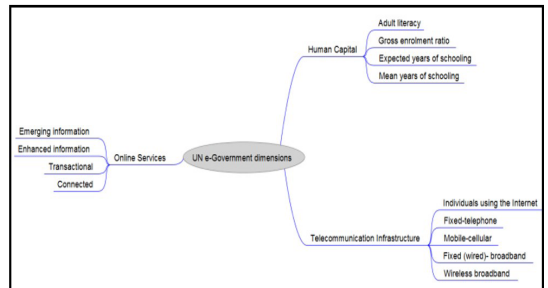 Adult literacy
Gross enrolment ratio
Human Capital
Expected years of schooling
Mean years of schooling
Emerging information
Enhanced information
Online Services
UN e-Government dimensions
Transactional
Connected
Individuals using the Internet
Fixed-telephone
Telecommunication Infrastructure
Mobile-cellular
Fixed (wired)- broadband
Wireless broadband